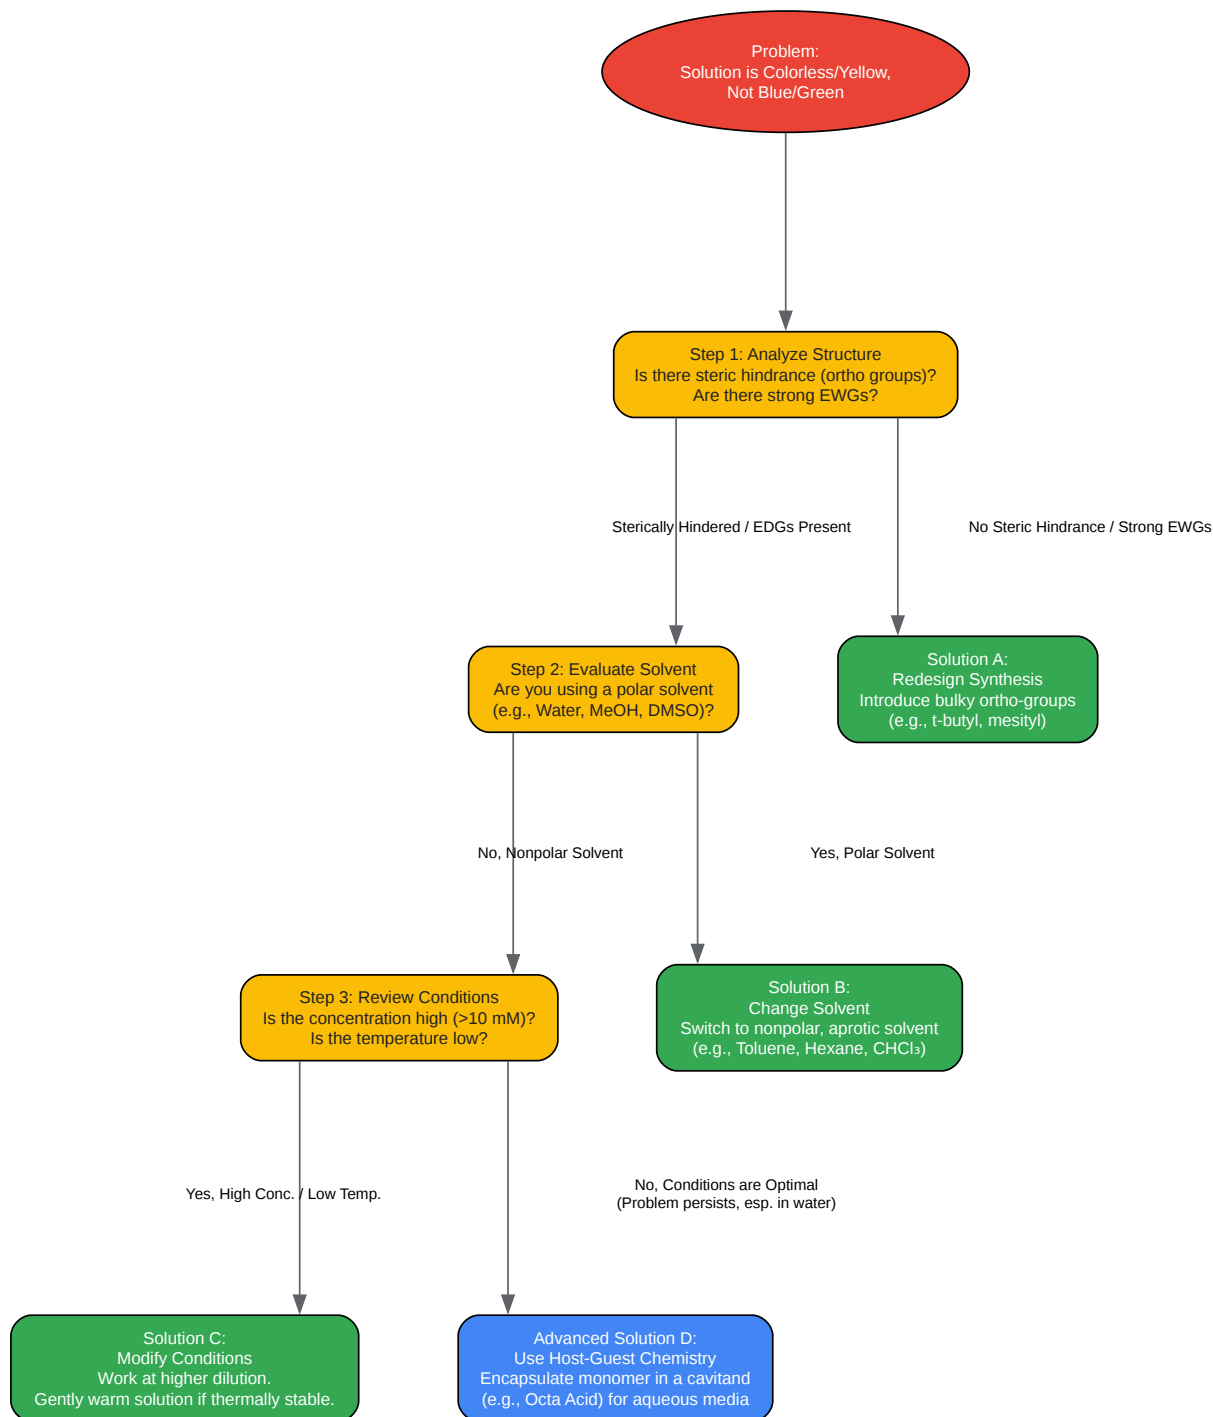 Problem:
Solution is Colorless/Yellow,
Not Blue/Green
Step 1: Analyze Structure
Is there steric hindrance (ortho groups)?
Are there strong EWGs?
Sterically Hindered / EDGs Present
No Steric Hindrance / Strong EWGs
Step 2: Evaluate Solvent
Are you using a polar solvent
(e.g., Water, MeOH, DMSO)?
Solution A:
Redesign Synthesis
Introduce bulky ortho-groups
(e.g., t-butyl, mesityl)
No, Nonpolar Solvent
Yes, Polar Solvent
Step 3: Review Conditions
Is the concentration high (>10 mM)?
Is the temperature low?
Solution B:
Change Solvent
Switch to nonpolar, aprotic solvent
(e.g., Toluene, Hexane, CHCl₃)
Yes, High Conc. / Low Temp.
No, Conditions are Optimal
(Problem persists, esp. in water)
Solution C:
Modify Conditions
Work at higher dilution.
Gently warm solution if thermally stable.
Advanced Solution D:
Use Host-Guest Chemistry
Encapsulate monomer in a cavitand
(e.g., Octa Acid) for aqueous media